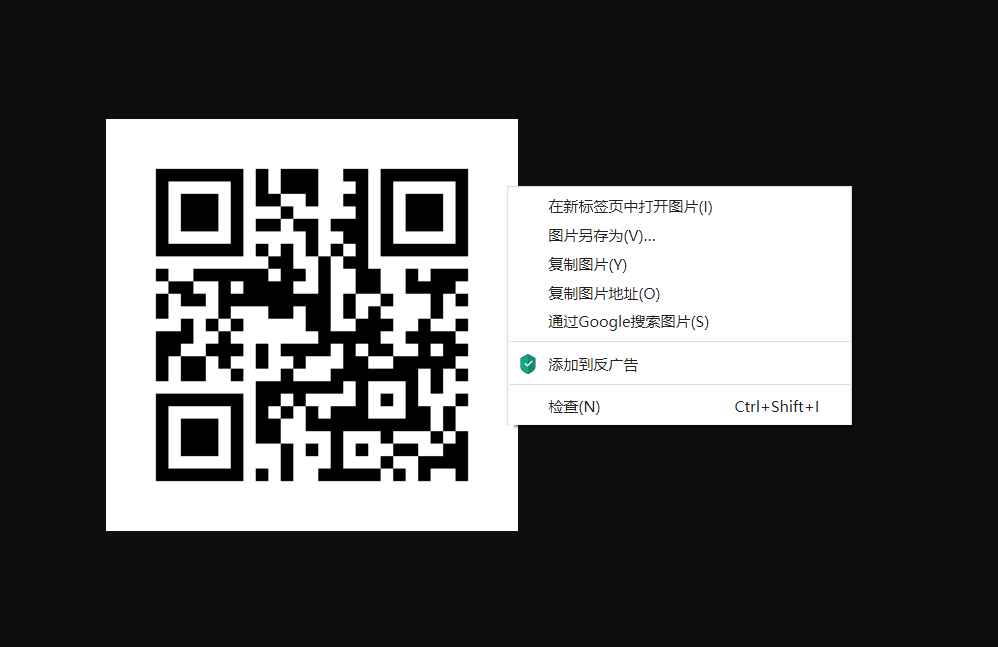 在新标签页中打开图片(I)
图片另存为(V)...
复制图片(Y)
复制图片地址(O)
通过Google搜索图片(S)
添加到反广告
检查(N) Ctrl+Shift+I